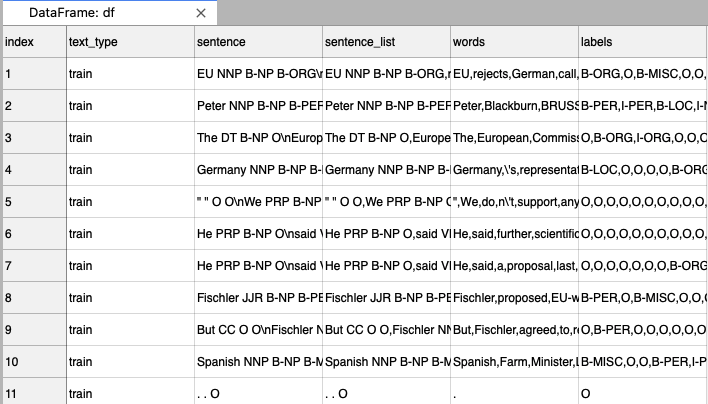 DataFrame: df ×
index text_type sentence sentence_list words labels
1 train EU NNP B-NP B-ORG\r EU NNP B-NP B-ORG,r EU,rejects,German,call, B-ORG,O,B-MISC,O,O,
2 train Peter NNP B-NP B-PER Peter NNP B-NP B-PER Peter,Blackburn,BRUSS B-PER,I-PER,B-LOC,I-N
3 train The DT B-NP O\nEurop The DT B-NP O,Europe The,European,Commiss O,B-ORG,I-ORG,O,O,O
4 train Germany NNP B-NP B- Germany NNP B-NP B- Germany,\'s,representat B-LOC,O,O,O,O,B-ORG
5 train " " O O\nWe PRP B-NP " " O O,We PRP B-NP ",We,do,n\'t,support,any O,O,O,O,O,O,O,O,O,
6 train He PRP B-NP O\nsaid He PRP B-NP O,said He,said,further,scientific O,O,O,O,O,O,O,O,O,
7 train He PRP B-NP O\nsaid He PRP B-NP O,said He,said,a,proposal,last, O,O,O,O,O,O,O,B-ORG
8 train Fischler JJR B-NP B-PE Fischler JJR B-NP B-PE Fischler,proposed,EU-w B-PER,O,B-MISC,O,O,
9 train But CC O O\nFischler N But CC O O,Fischler NN But,Fischler,agreed,to,r O,B-PER,O,O,O,O,O
10 train Spanish NNP B-NP B-M Spanish NNP B-NP B-M Spanish,Farm,Minister,L B-MISC,O,O,B-PER,I-P
11 train . . O . . O . O